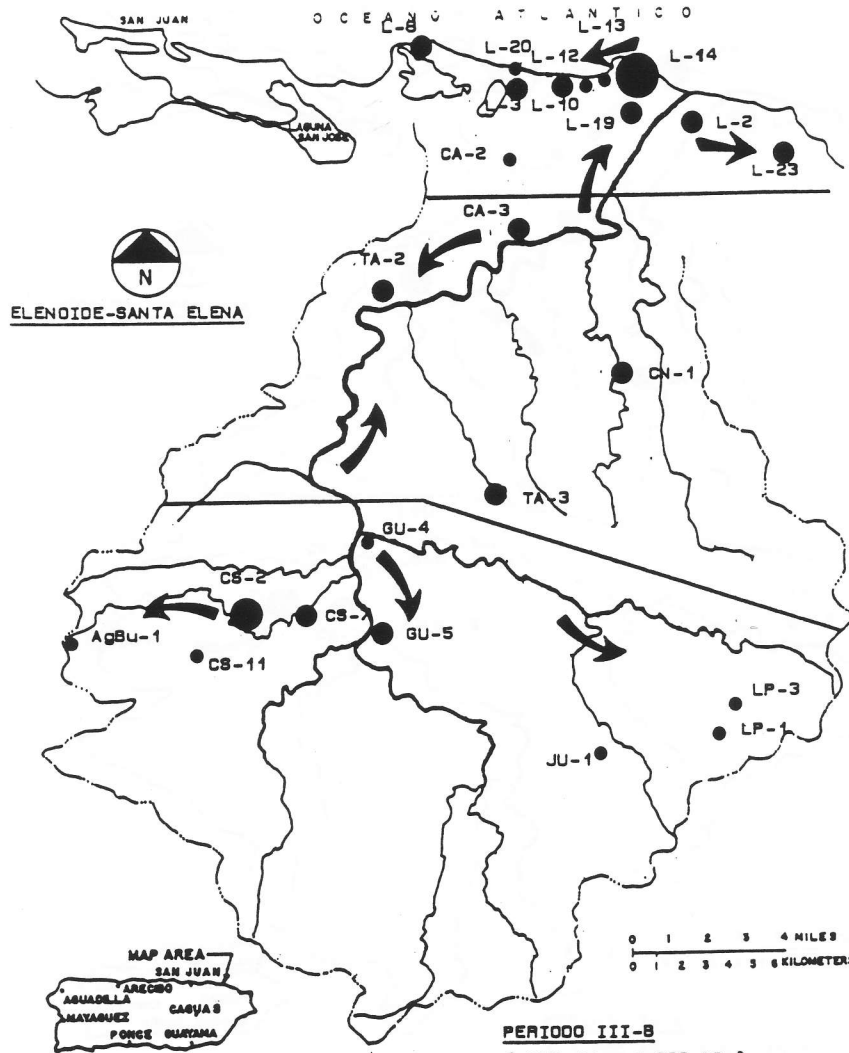 OCEANO ATLANTICO
SAN JUAN
L-8
L-13
L-20
L-12
L-14
L-3
L-10
L-19
L-2
L-23
LAGUNA
SAN JOSE
CA-2
CA-3
TA-2
N
ELENOIDE-SANTA ELENA
CN-1
TA-3
GU-4
CS-2
CS-7
GU-5
AgBu-1
CS-11
LP-3
LP-1
JU-1
0 1 2 3 4 MILES
0 1 2 3 4 5 6 KILOMETERS
MAP AREA
SAN JUAN
ARECIBO
AGUADILLA
CAGUAS
MAYAGUEZ
PONCE GUAYAMA
PERIODO III-B